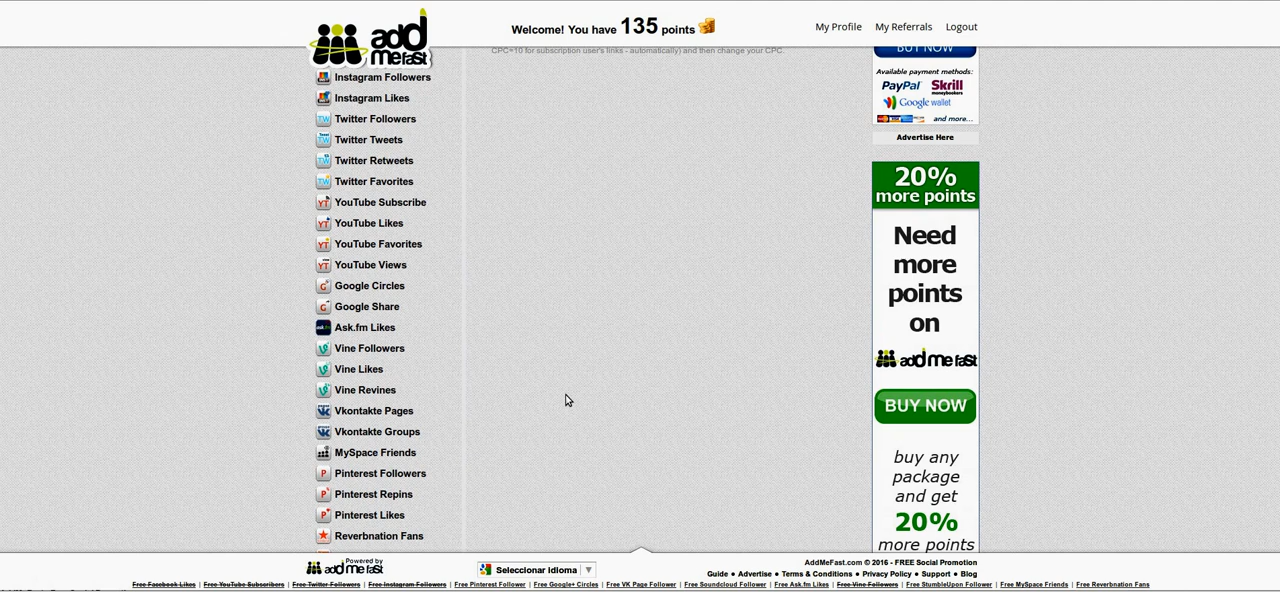 add me fast
Welcome! You have 135 points
My Profile My Referrals Logout
CPC=10 for subscription user's links - automatically) and then change your CPC.
Instagram Followers
Instagram Likes
Twitter Followers
Twitter Tweets
Twitter Retweets
Twitter Favorites
YouTube Subscribe
YouTube Likes
YouTube Favorites
YouTube Views
Google Circles
Google Share
Ask.fm Likes
Vine Followers
Vine Likes
Vine Revines
Vkontakte Pages
Vkontakte Groups
MySpace Friends
Pinterest Followers
Pinterest Repins
Pinterest Likes
Reverbnation Fans
BUY NOW
Available payment methods:
PayPal Skrill
moneybookers
Google wallet
and more...
Advertise Here
20%
more points
Need
more
points
on
add me fast
BUY NOW
buy any
package
and get
20%
more points
Powered by
add me fast
Seleccionar idioma ▼
AddMeFast.com © 2016 - FREE Social Promotion
Guide • Advertise • Terms & Conditions • Privacy Policy • Support • Blog
Free Facebook Likes | Free YouTube Subscribers | Free Twitter Followers | Free Instagram Followers | Free Pinterest Follower | Free Google+ Circles | Free VK Page Follower | Free Soundcloud Follower | Free Ask.fm Likes | Free Vine Followers | Free StumbleUpon Follower | Free MySpace Friends | Free Reverbnation Fans